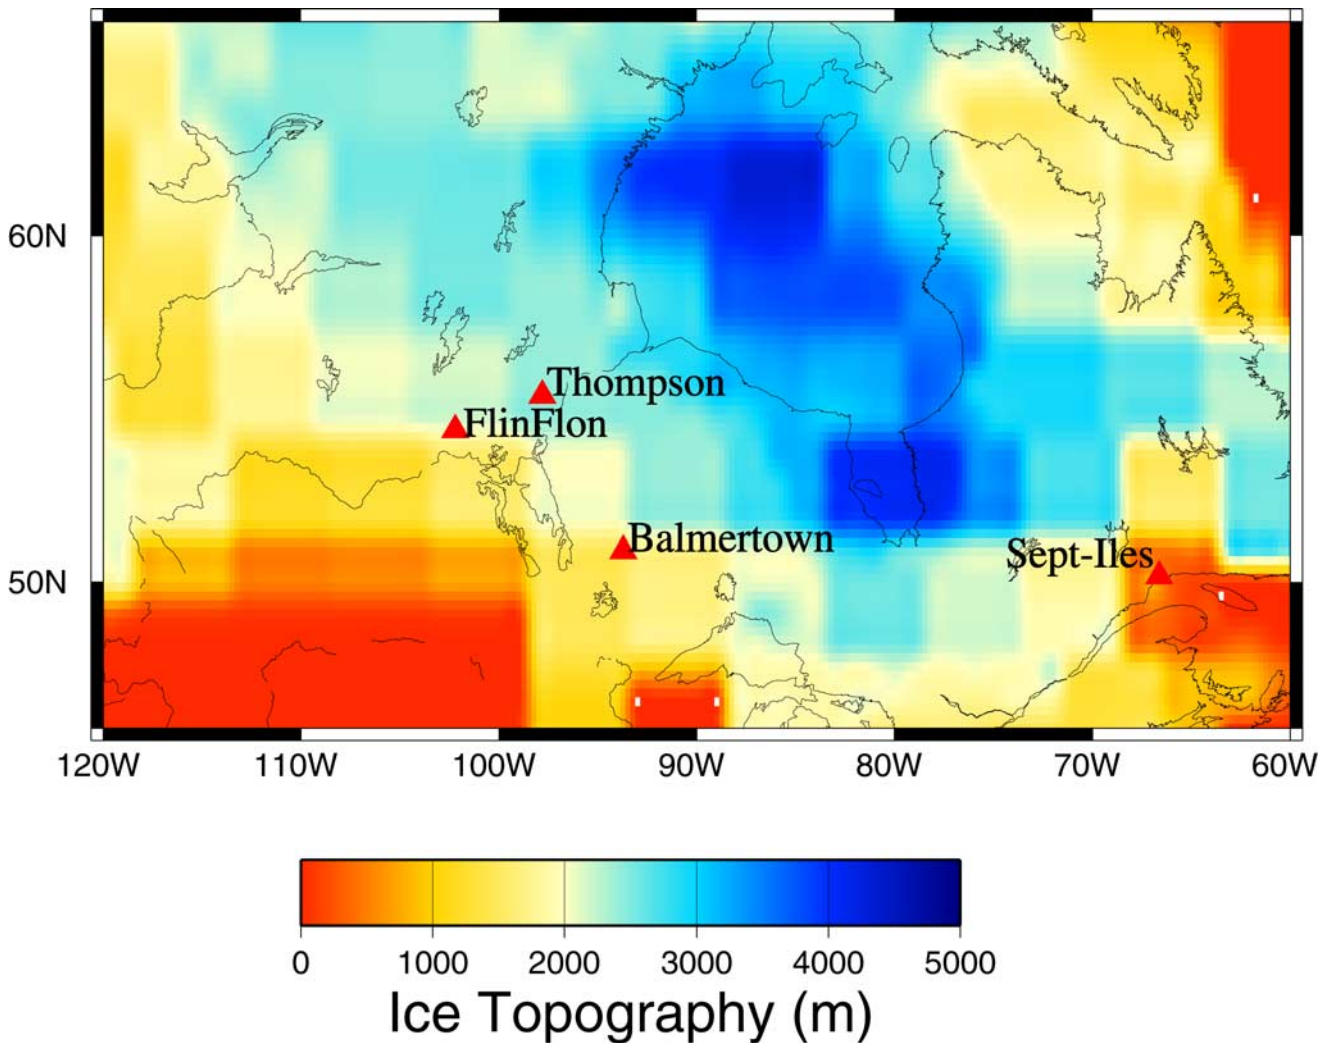 60N
Thompson
FlinFlon
Balmertown
Sept-Iles
50N
120W 110W 100W 90W 80W 70W 60W
0 1000 2000 3000 4000 5000
Ice Topography (m)